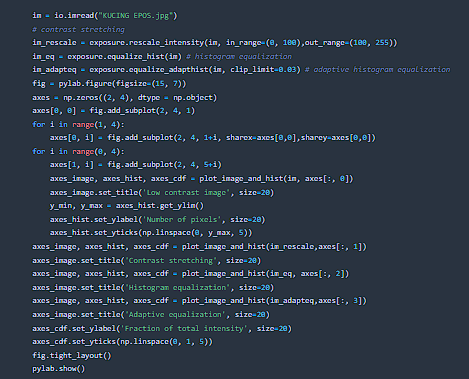 im = io.imread("KUCING EPOS.jpg")
# contrast stretching
im_rescale = exposure.rescale_intensity(im, in_range=(0, 100),out_range=(100, 255))
im_eq = exposure.equalize_hist(im) # histogram equalization
im_adapteq = exposure.equalize_adapthist(im, clip_limit=0.03) # adaptive histogram equalization
fig = pylab.figure(figsize=(15, 7))
axes = np.zeros((2, 4), dtype = np.object)
axes[0, 0] = fig.add_subplot(2, 4, 1)
for i in range(1, 4):
    axes[0, i] = fig.add_subplot(2, 4, 1+i, sharex=axes[0,0],sharey=axes[0,0])
for i in range(0, 4):
    axes[1, i] = fig.add_subplot(2, 4, 5+i)
    axes_image, axes_hist, axes_cdf = plot_image_and_hist(im, axes[:, 0])
    axes_image.set_title('Low contrast image', size=20)
    y_min, y_max = axes_hist.get_ylim()
    axes_hist.set_ylabel('Number of pixels', size=20)
    axes_hist.set_yticks(np.linspace(0, y_max, 5))
axes_image, axes_hist, axes_cdf = plot_image_and_hist(im_rescale,axes[:, 1])
axes_image.set_title('Contrast stretching', size=20)
axes_image, axes_hist, axes_cdf = plot_image_and_hist(im_eq, axes[:, 2])
axes_image.set_title('Histogram equalization', size=20)
axes_image, axes_hist, axes_cdf = plot_image_and_hist(im_adapteq,axes[:, 3])
axes_image.set_title('Adaptive equalization', size=20)
axes_cdf.set_ylabel('Fraction of total intensity', size=20)
axes_cdf.set_yticks(np.linspace(0, 1, 5))
fig.tight_layout()
pylab.show()